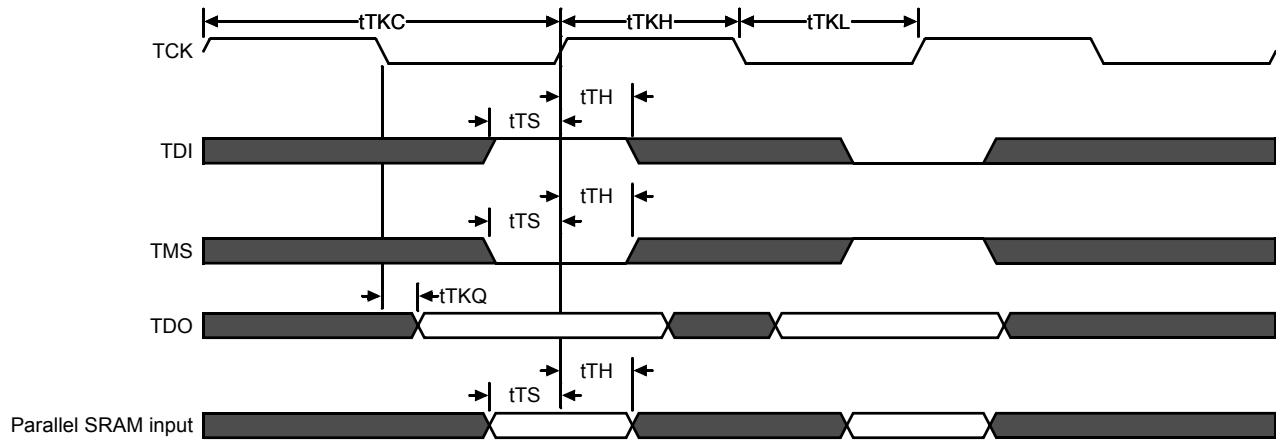 tTKC tTKH tTKL
TCK
tTH
tTS
TDI
tTH
tTS
TMS
tTKQ
TDO
tTH
tTS
Parallel SRAM input